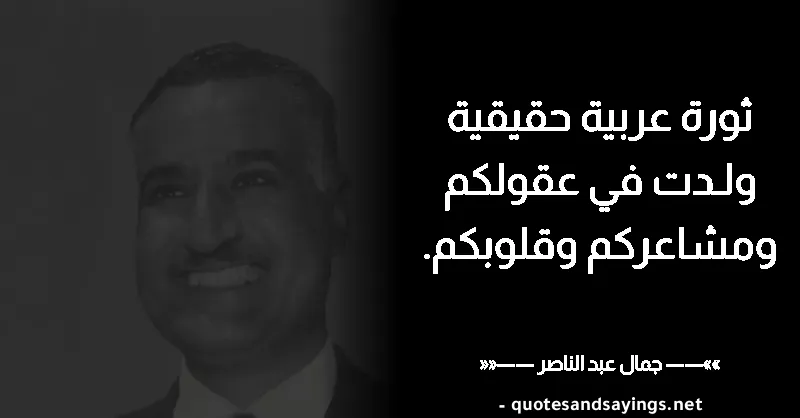 ثورة عربية حقيقية
ولدت في عقولكم
ومشاعركم وقلوبكم.
»»—— جمال عبد الناصر ——««
- quotesandsayings.net